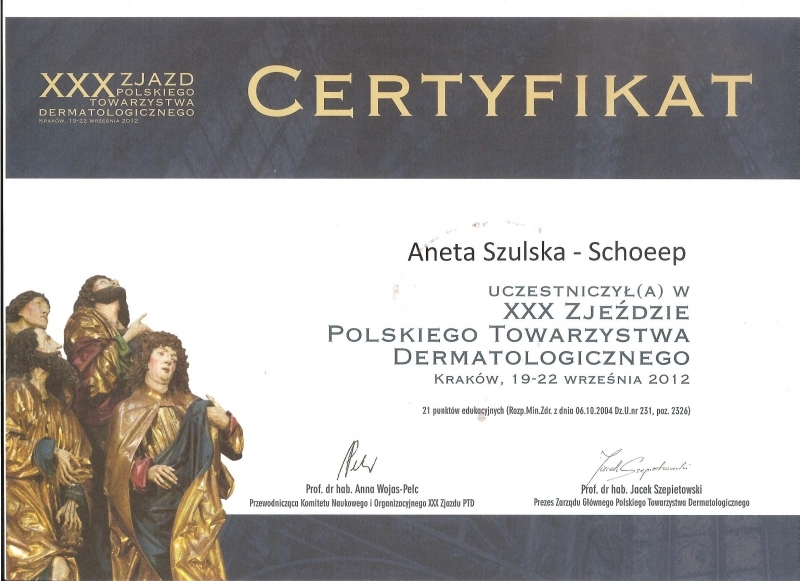 XXX ZJAZD
POLSKIEGO
TOWARZYSTWA
DERMATOLOGICZNEGO
KRAKÓW, 19-22 WRZEŚNIA 2012
CERTYFIKAT
Aneta Szulska - Schoeep
UCZESTNICZYŁ(A) W
XXX ZJEŹDZIE
POLSKIEGO TOWARZYSTWA
DERMATOLOGICZNEGO
KRAKÓW, 19-22 WRZEŚNIA 2012
21 punktów edukacyjnych (Rozp.Min.Zdr. z dnia 06.10.2004 Dz.U.nr 231, poz. 2326)
Pelc
Jacek Szepietowski
Prof. dr hab. Anna Wojas-Pelc
Przewodnicząca Komitetu Naukowego i Organizacyjnego XXX Zjazdu PTD
Prof. dr hab. Jacek Szepietowski
Prezes Zarządu Głównego Polskiego Towarzystwa Dermatologicznego